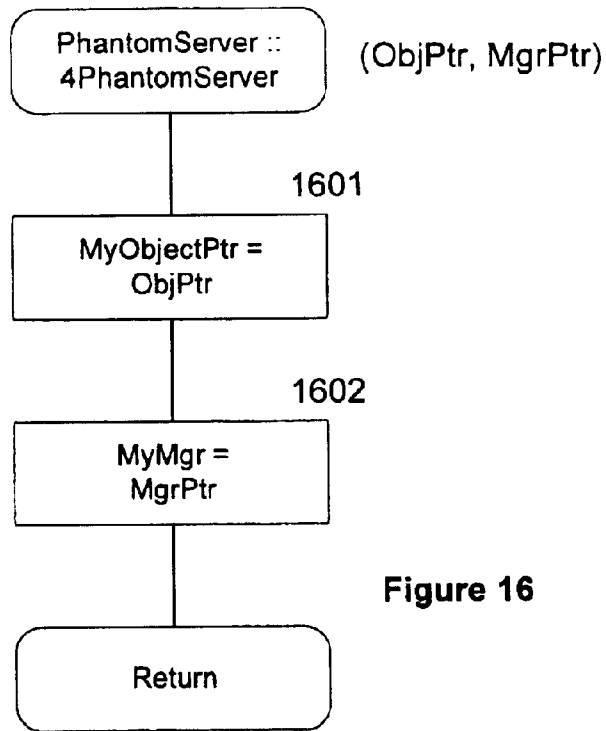 PhantomServer ::
4PhantomServer
(ObjPtr, MgrPtr)
1601
MyObjectPtr =
ObjPtr
1602
MyMgr =
MgrPtr
Figure 16
Return